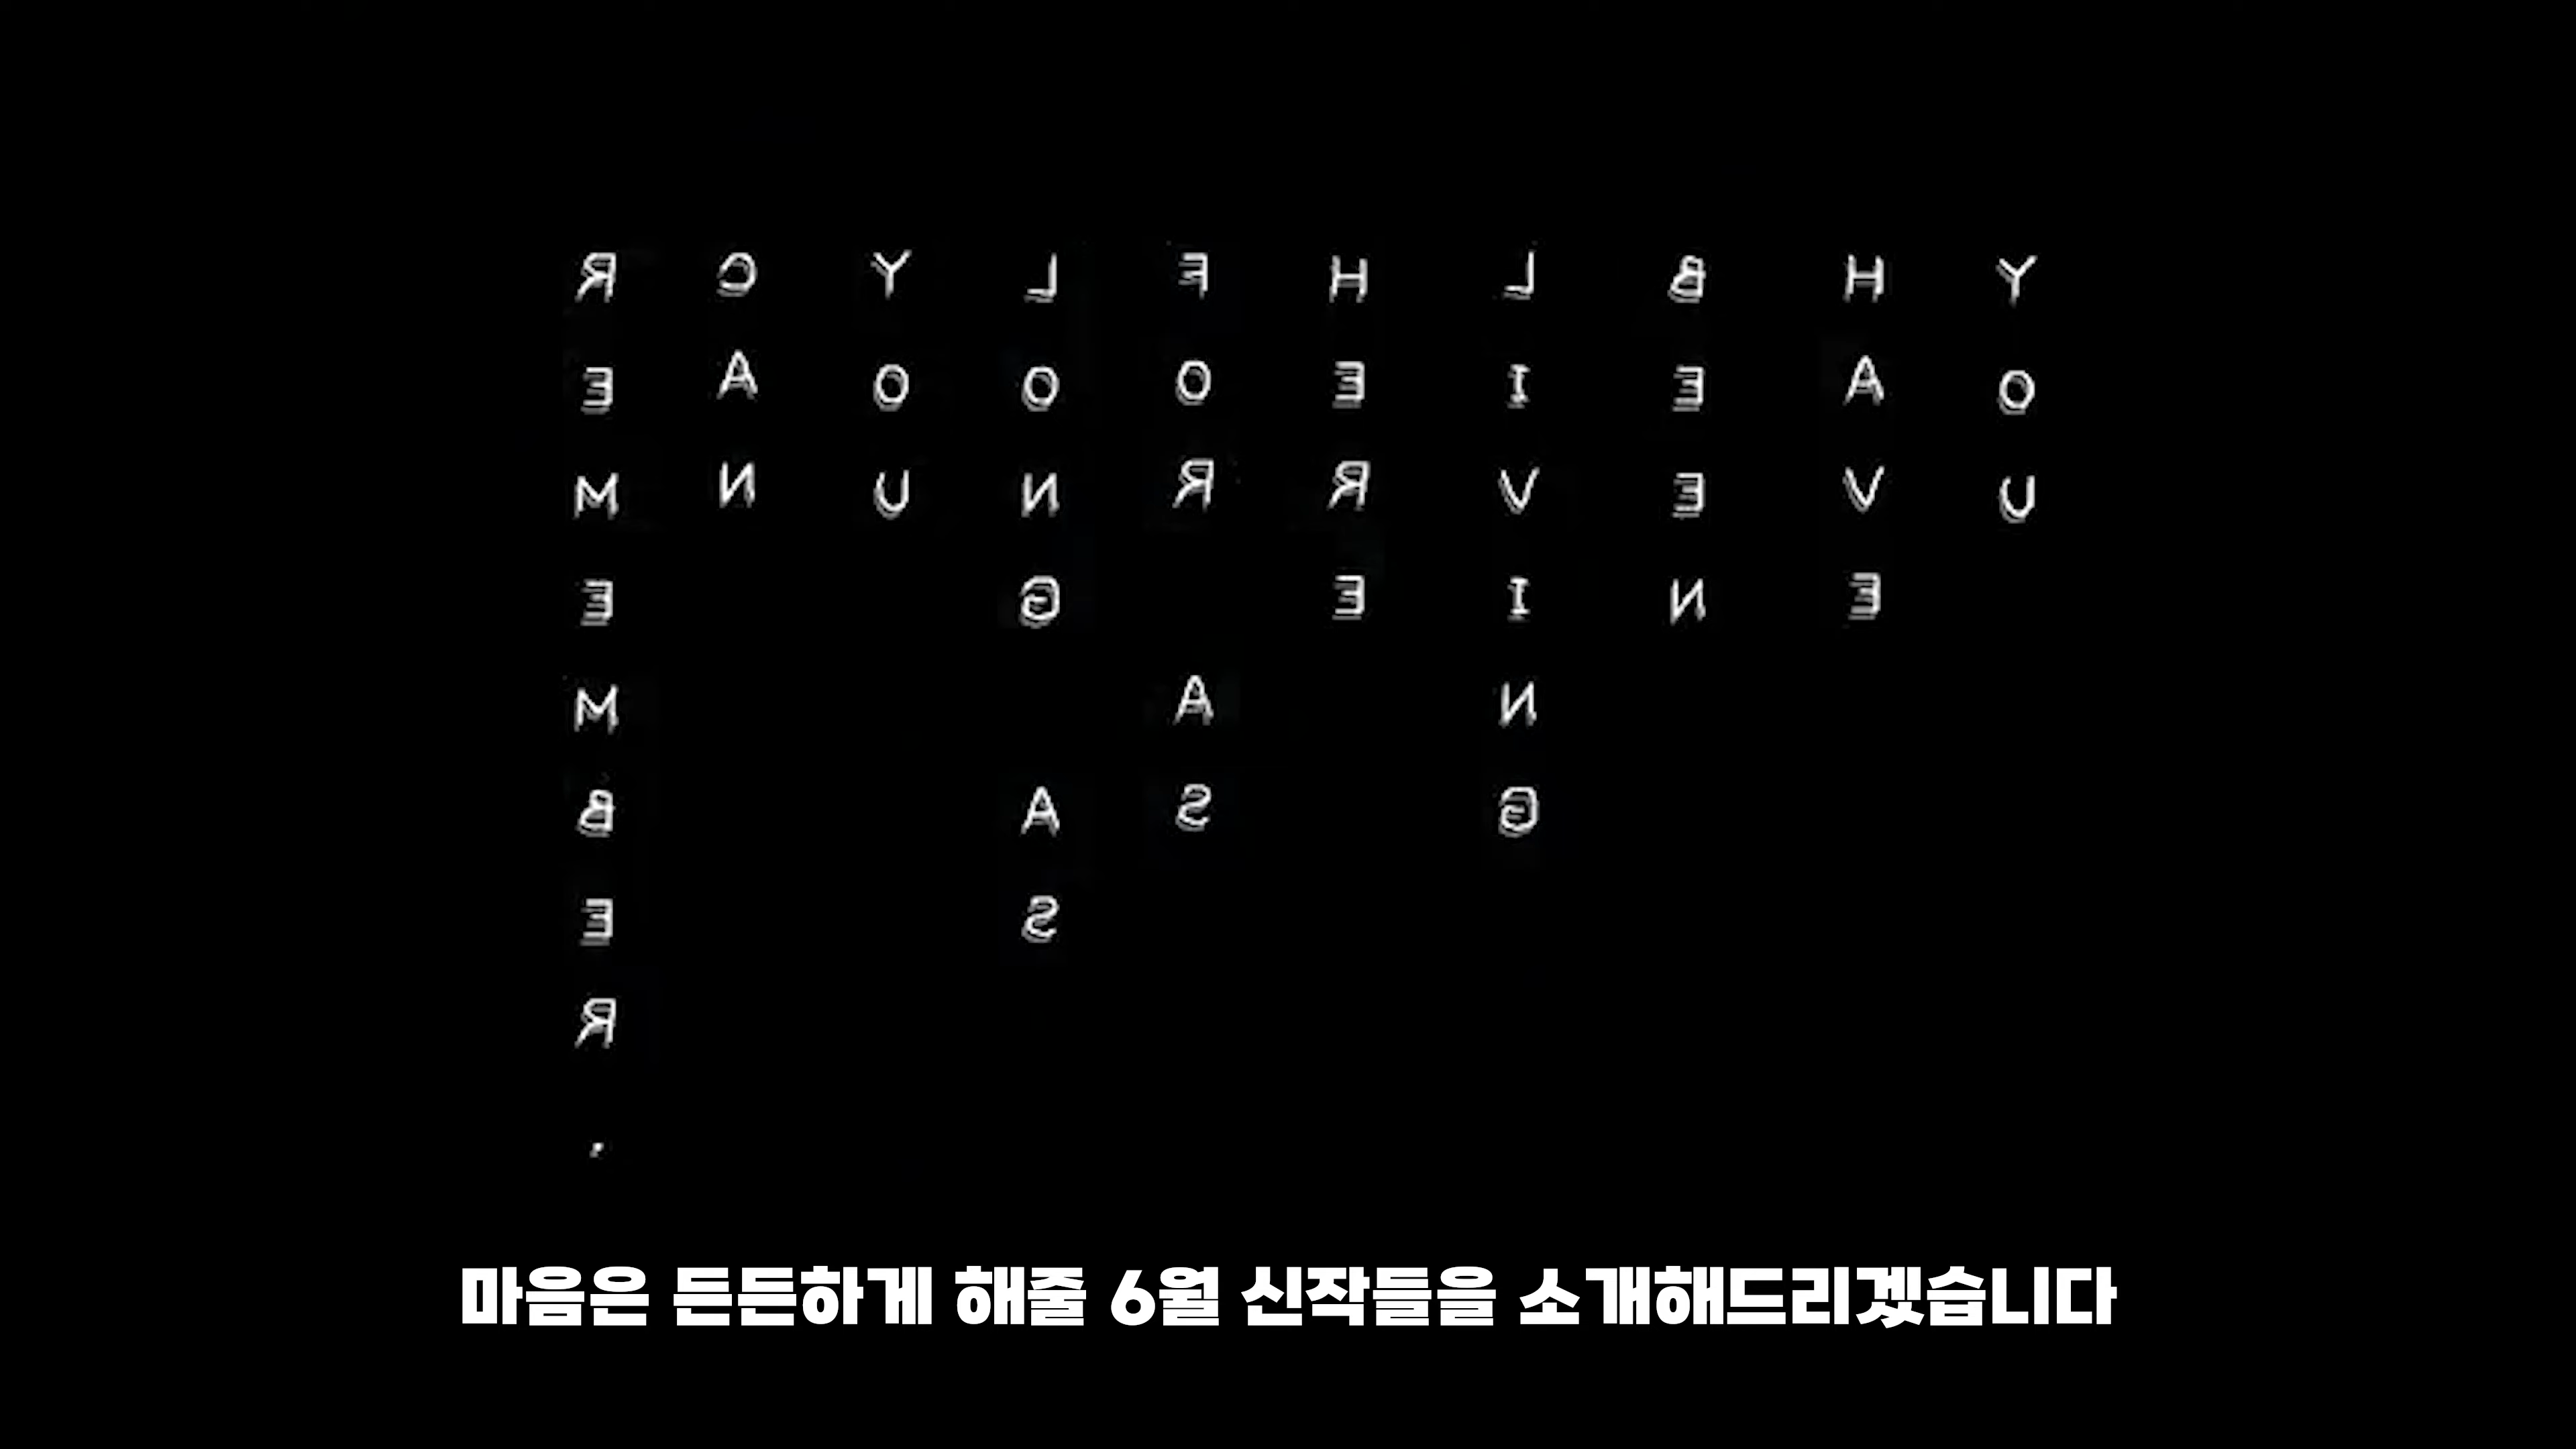 YOU
HAVE
BEEN
LIVING
HERE
FOR AS
LONG AS
YOU
CAN
REMEMBER.
마음은 든든하게 해줄 6월 신작들을 소개해드리겠습니다